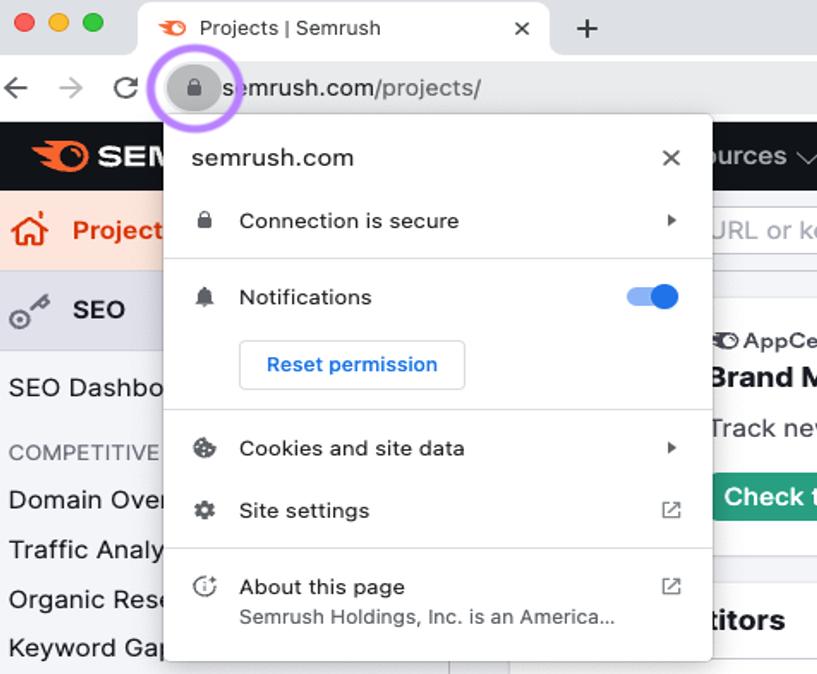 Projects | Semrush
semrush.com/projects/
SEM
ources
semrush.com
Connection is secure
Project
URL or ke
Notifications
SEO
Reset permission
AppCe
Brand M
SEO Dashbo
Track nev
COMPETITIVE
Cookies and site data
Domain Over
Check t
Site settings
Traffic Analy
About this page
Organic Rese
Semrush Holdings, Inc. is an America...
titors
Keyword Gap